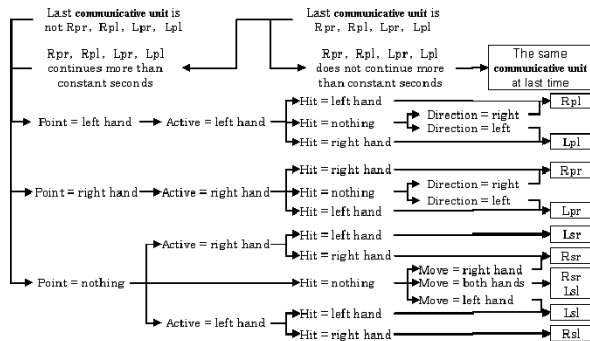 Last communicative unit is
not Rpr, Rpl, Lpr, Lpl
Last communicative unit is
Rpr, Rpl, Lpr, Lpl
Rpr, Rpl, Lpr, Lpl
continues more than
constant seconds
Rpr, Rpl, Lpr, Lpl
does not continue more
than constant seconds
The same
communicative unit
at last time
Point = left hand
Active = left hand
Hit = left hand
Rpl
Hit = nothing
Direction = right
Direction = left
Hit = right hand
Lpl
Point = right hand
Active = right hand
Hit = right hand
Rpr
Hit = nothing
Direction = right
Direction = left
Hit = left hand
Lpr
Point = nothing
Active = right hand
Hit = left hand
Lsr
Hit = right hand
Rsr
Hit = nothing
Move = right hand
Move = both hands
Move = left hand
Rsr
Lsl
Active = left hand
Hit = left hand
Lsl
Hit = right hand
Rsl